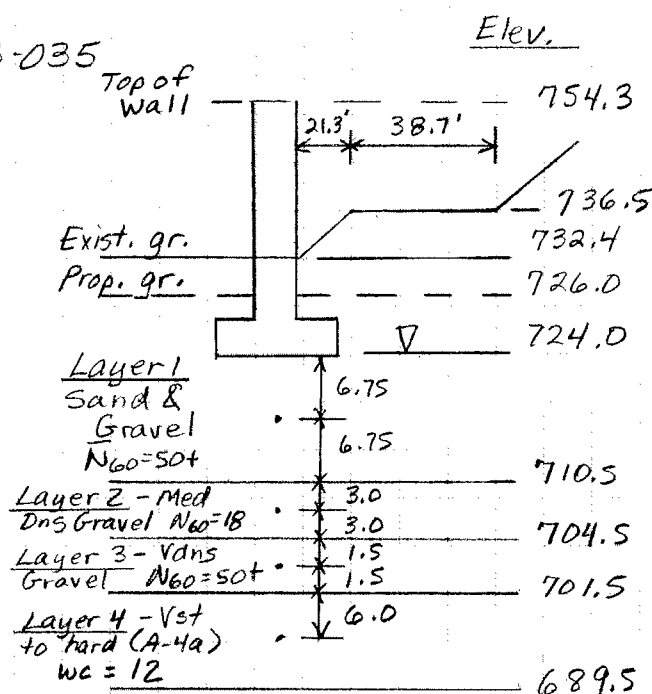 -035
Elev.
Top of
Wall
754.3
21.3'
38.7'
736.5
Exist. gr.
732.4
Prop. gr.
726.0
724.0
Layer 1
Sand &
Gravel
N60=50+
6.75
6.75
710.5
Layer 2 - Med
Dns Gravel N60=18
3.0
3.0
704.5
Layer 3 - Vdns
Gravel N60=50+
1.5
1.5
701.5
Layer 4 - Vst
to hard (A-4a)
wc = 12
6.0
689.5